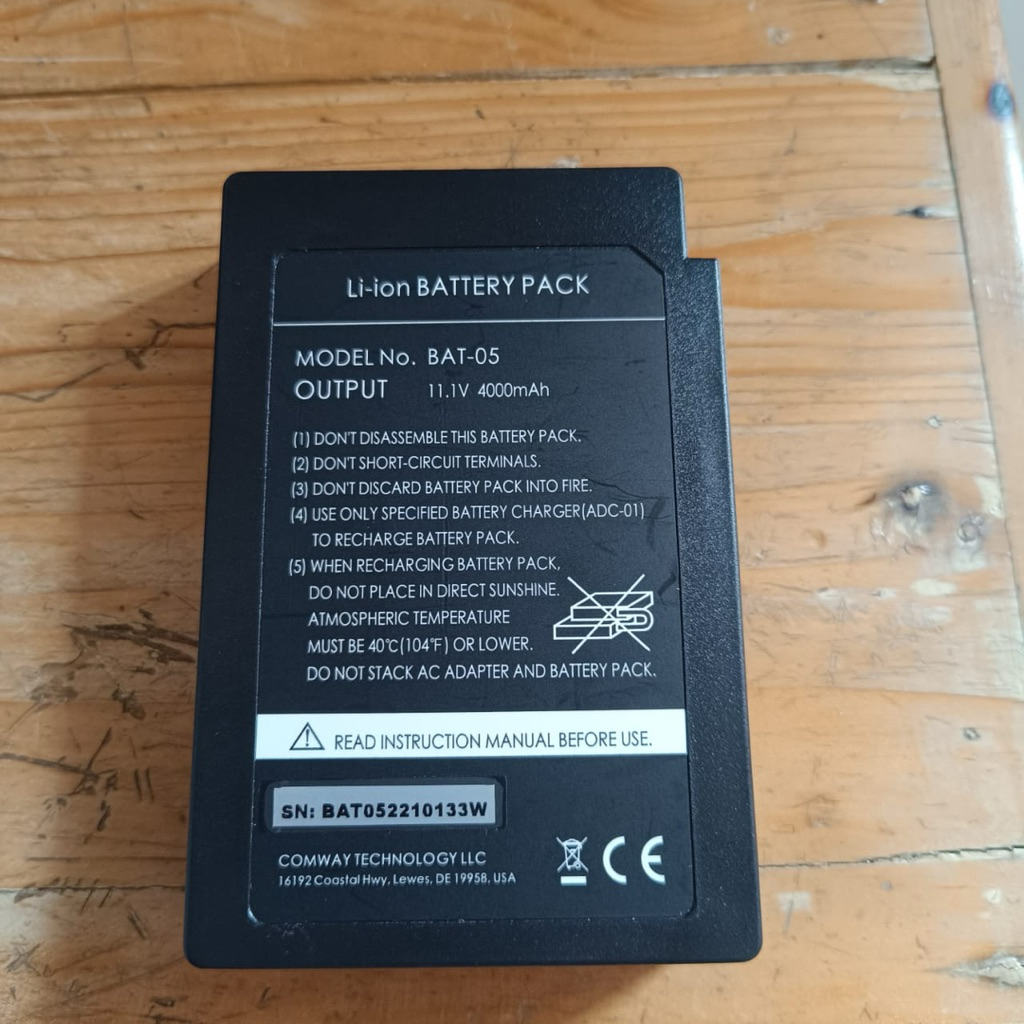 Li-ion BATTERY PACK
MODEL No. BAT-05
OUTPUT 11.1V 4000mAh
(1) DON'T DISASSEMBLE THIS BATTERY PACK.
(2) DON'T SHORT-CIRCUIT TERMINALS.
(3) DON'T DISCARD BATTERY PACK INTO FIRE.
(4) USE ONLY SPECIFIED BATTERY CHARGER(ADC-01)
TO RECHARGE BATTERY PACK.
(5) WHEN RECHARGING BATTERY PACK,
DO NOT PLACE IN DIRECT SUNSHINE.
ATMOSPHERIC TEMPERATURE
MUST BE 40℃(104℉) OR LOWER.
DO NOT STACK AC ADAPTER AND BATTERY PACK.
READ INSTRUCTION MANUAL BEFORE USE.
SN: BAT052210133W
COMWAY TECHNOLOGY LLC
16192 Coastal Hwy, Lewes, DE 19958, USA
CE